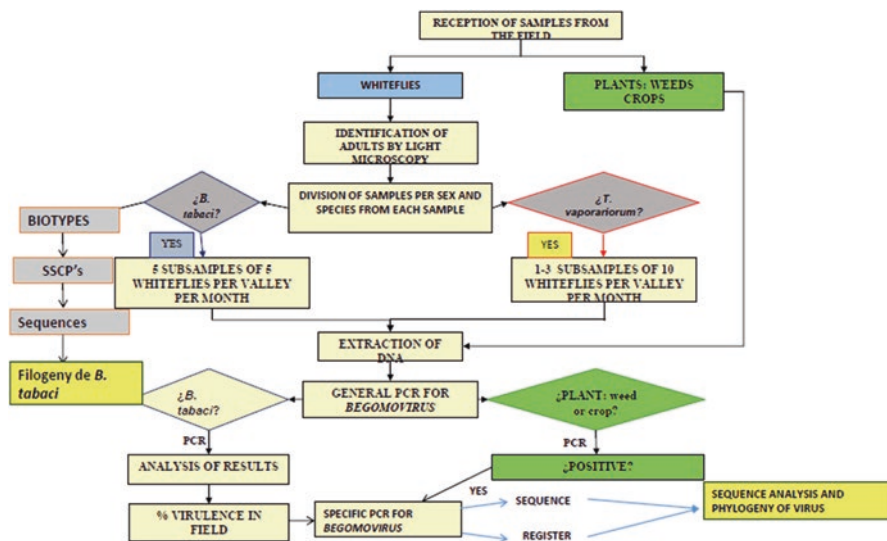 RECEPTION OF SAMPLES FROM
THE FIELD
WHITEFLIES
PLANTS: WEEDS
CROPS
IDENTIFICATION OF
ADULTS BY LIGHT
MICROSCOPY
DIVISION OF SAMPLES PER SEX AND
SPECIES FROM EACH SAMPLE
¿B.
tabaci?
¿T.
vaporariorum?
BIOTYPES
YES
YES
SSCP's
5 SUBSAMPLES OF 5
WHITEFLIES PER VALLEY
PER MONTH
1-3 SUBSAMPLES OF 10
WHITEFLIES PER VALLEY
PER MONTH
Sequences
EXTRACTION OF
DNA
Filogeny de B.
tabaci
¿B.
tabaci?
GENERAL PCR FOR
BEGOMOVIRUS
¿PLANT: weed
or crop?
PCR
PCR
ANALYSIS OF RESULTS
¿POSITIVE?
% VIRULENCE IN
FIELD
SPECIFIC PCR FOR
BEGOMOVIRUS
YES
SEQUENCE
REGISTER
SEQUENCE ANALYSIS AND
PHYLOGENY OF VIRUS